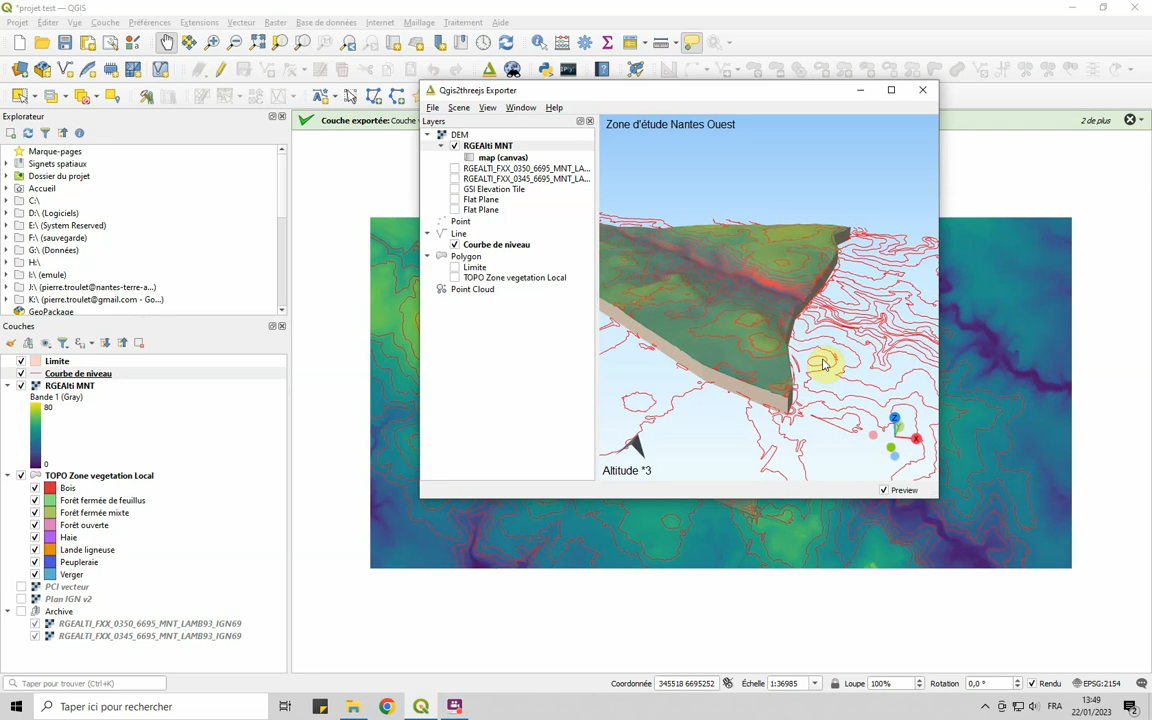 *projet test — QGIS
Projet Éditer Vue Couche Préférences Extensions Vecteur Raster Base de données Internet Maillage Traitement Aide
Explorateur
Marque-pages
Signets spatiaux
Dossier du projet
Accueil
C:\
D:\ (Logiciels)
E:\ (System Reserved)
F:\ (sauvegarde)
G:\ (Données)
H:\
I:\ (emule)
J:\ (pierre.troulet@nantes-terre-a...)
K:\ (pierre.troulet@gmail.com - Go...)
GeoPackage
Couches
Limite
Courbe de niveau
RGEAlti MNT
Bande 1 (Gray)
80
0
TOPO Zone vegetation Local
Bois
Forêt fermée de feuillus
Forêt fermée mixte
Forêt ouverte
Haie
Lande ligneuse
Peupleraie
Verger
PCI vecteur
Plan IGN v2
Archive
RGEALTI_FXX_0350_6695_MNT_LAMB93_IGN69
RGEALTI_FXX_0345_6695_MNT_LAMB93_IGN69
Couche exportée: Couche
2 de plus
Qgis2threejs Exporter
File Scene View Window Help
Layers
DEM
RGEAlti MNT
map (canvas)
RGEALTI_FXX_0350_6695_MNT_LA...
RGEALTI_FXX_0345_6695_MNT_LA...
GSI Elevation Tile
Flat Plane
Flat Plane
Point
Line
Courbe de niveau
Polygon
Limite
TOPO Zone vegetation Local
Point Cloud
Zone d'étude Nantes Ouest
Z
Y
X
Altitude *3
Preview
Taper pour trouver (Ctrl+K)
Coordonnée 345518 6695252 Échelle 1:36985 Loupe 100% Rotation 0,0 ° Rendu EPSG:2154
Taper ici pour rechercher
FRA
13:49
22/01/2023
2